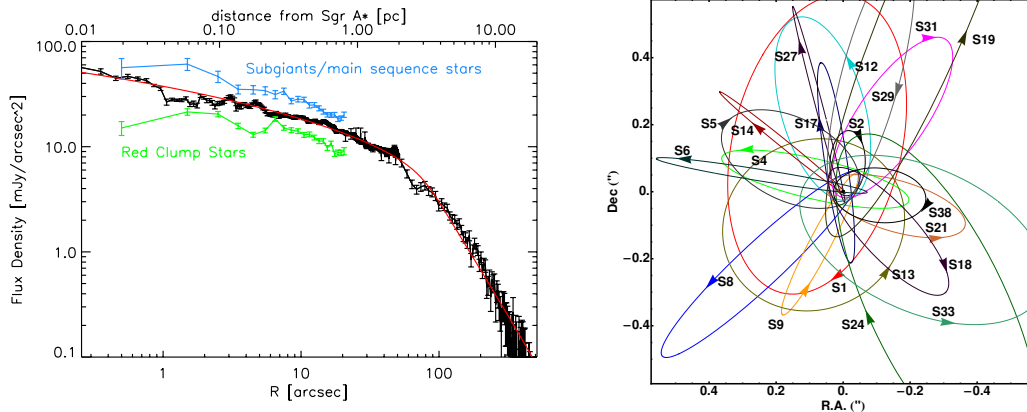 distance from Sgr A* [pc]
0.01 0.10 1.00 10.00
100.0
10.0
1.0
0.1
Flux Density [mJy/arcsec^2]
Subgiants/main sequence stars
Red Clump Stars
1 10 100
R [arcsec]
0.4
0.2
0.
-0.2
-0.4
Dec (")
S31
S19
S27
S12
S29
S5
S14
S17
S2
S6
S4
S38
S21
S18
S13
S8
S1
S9
S24
S33
0.4 0.2 0. -0.2 -0.4
R.A. (")